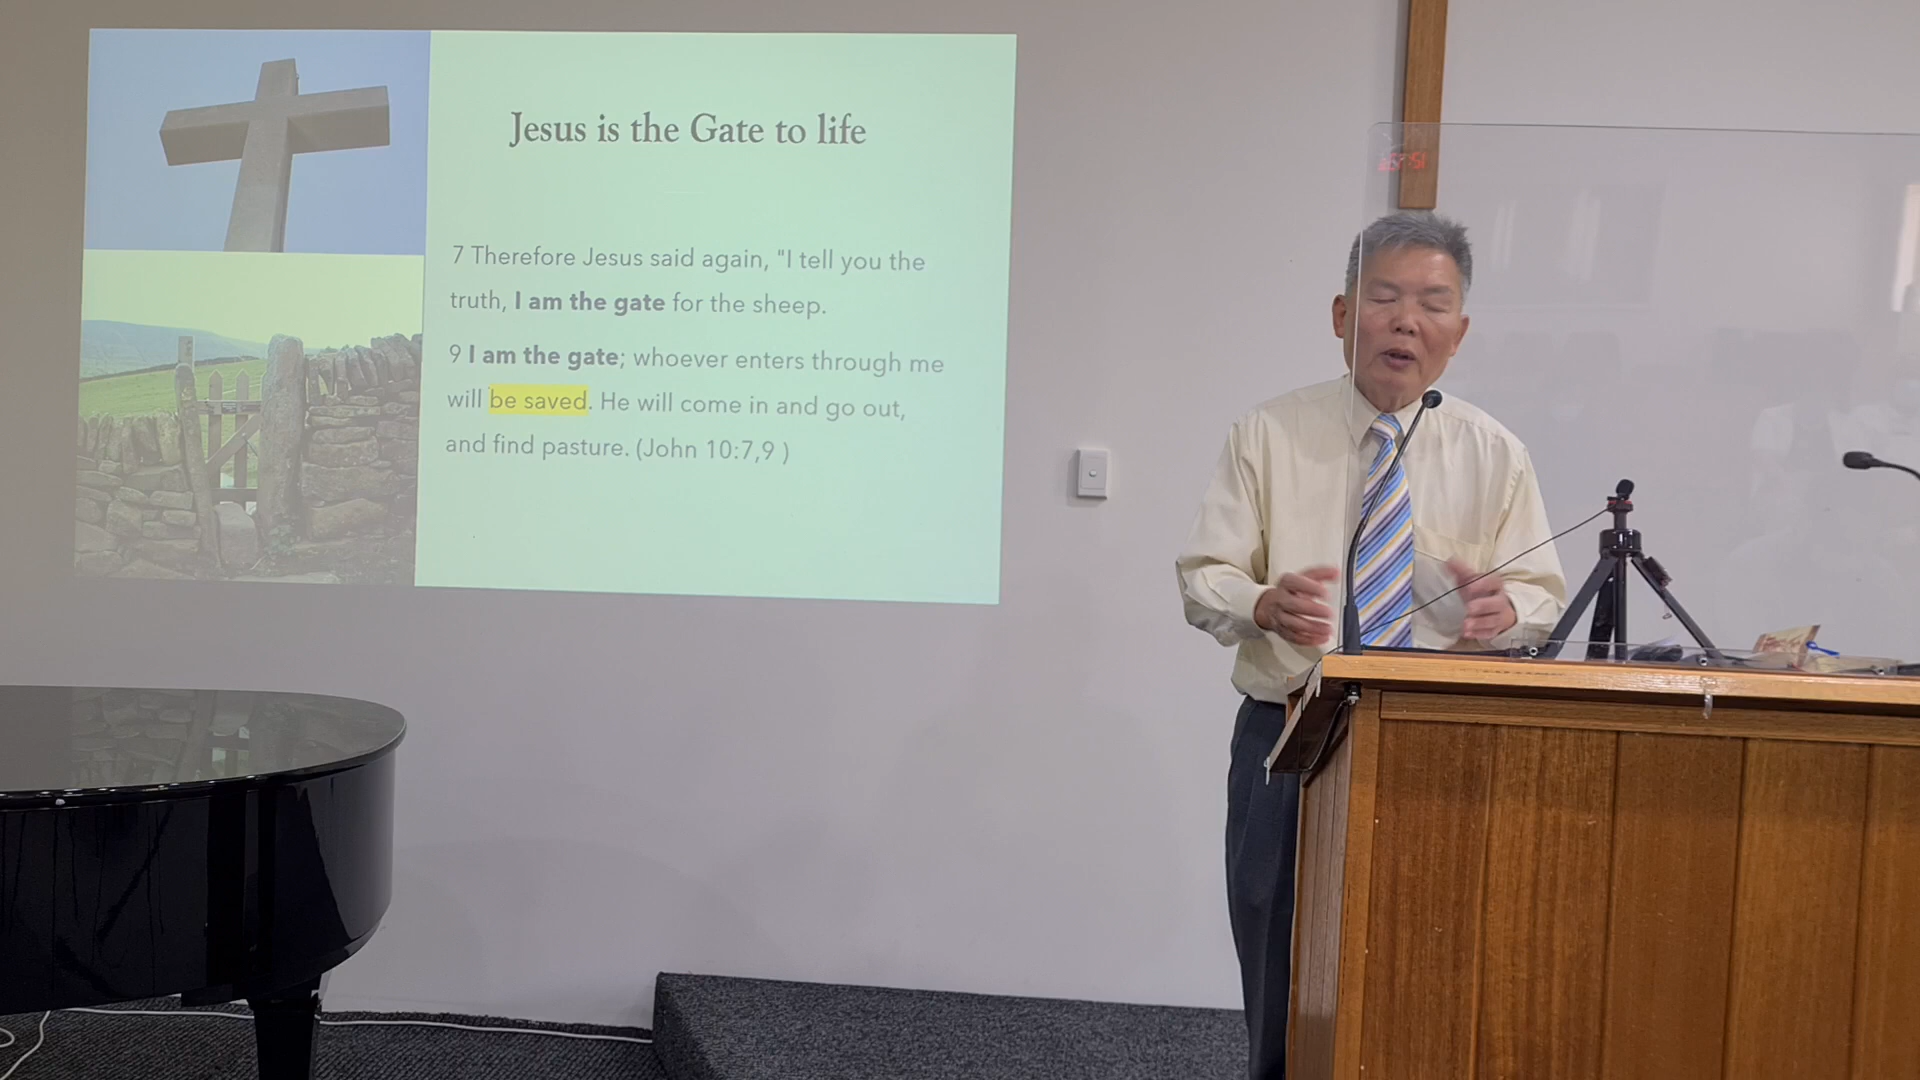 Jesus is the Gate to life
7 Therefore Jesus said again, "I tell you the
truth, I am the gate for the sheep.
9 I am the gate; whoever enters through me
will be saved. He will come in and go out,
and find pasture. (John 10:7,9 )